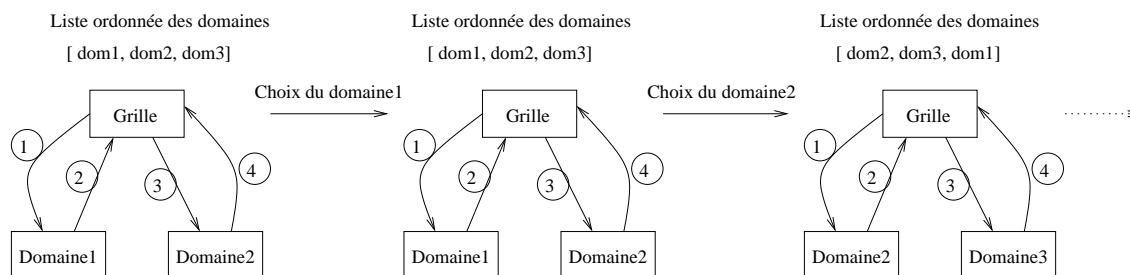 Liste ordonnée des domaines
[ dom1, dom2, dom3]
Grille
1
2
3
4
Domaine1
Domaine2
Choix du domaine1
Liste ordonnée des domaines
[ dom1, dom2, dom3]
Grille
1
2
3
4
Domaine1
Domaine2
Choix du domaine2
Liste ordonnée des domaines
[ dom2, dom3, dom1]
Grille
1
2
3
4
Domaine2
Domaine3